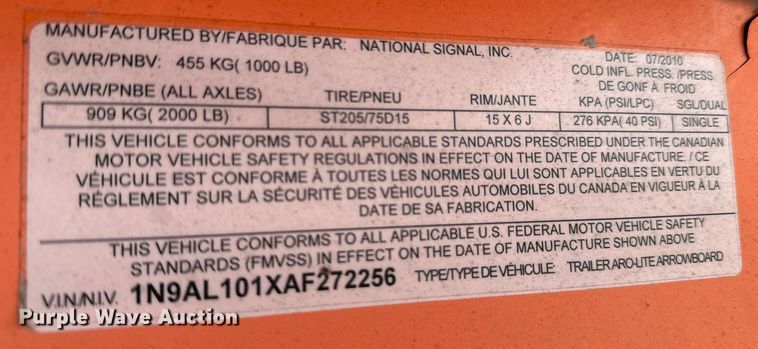 MANUFACTURED BY/FABRIQUE PAR: NATIONAL SIGNAL, INC.
DATE: 07/2010
GVWR/PNBV: 455 KG( 1000 LB)
COLD INFL. PRESS. /PRESS.
DE GONF À FROID
GAWR/PNBE (ALL AXLES) TIRE/PNEU RIM/JANTE KPA (PSI/LPC) SGL/DUAL
909 KG( 2000 LB) ST205/75D15 15 X 6 J 276 KPA( 40 PSI) SINGLE
THIS VEHICLE CONFORMS TO ALL APPLICABLE STANDARDS PRESCRIBED UNDER THE CANADIAN
MOTOR VEHICLE SAFETY REGULATIONS IN EFFECT ON THE DATE OF MANUFACTURE. / CE
VÉHICULE EST CONFORME À TOUTES LES NORMES QUI LUI SONT APPLICABLES EN VERTU DU
RÉGLEMENT SUR LA SÉCURITÉ DES VÉHICULES AUTOMOBILES DU CANADA EN VIGUEUR À LA
DATE DE SA FABRICATION.
THIS VEHICLE CONFORMS TO ALL APPLICABLE U.S. FEDERAL MOTOR VEHICLE SAFETY
STANDARDS (FMVSS) IN EFFECT ON THE DATE OF MANUFACTURE SHOWN ABOVE
V.I.N/N.I.V. 1N9AL101XAF272256 TYPE/TYPE DE VÉHICULE: TRAILER ARO-LITE ARROWBOARD
Purple Wave Auction